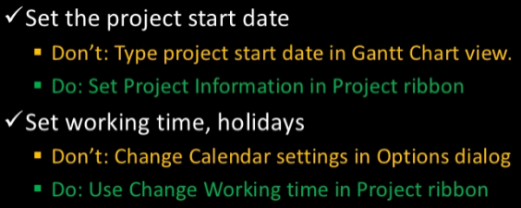 ✓ Set the project start date
▪ Don't: Type project start date in Gantt Chart view.
▪ Do: Set Project Information in Project ribbon
✓ Set working time, holidays
▪ Don't: Change Calendar settings in Options dialog
▪ Do: Use Change Working time in Project ribbon